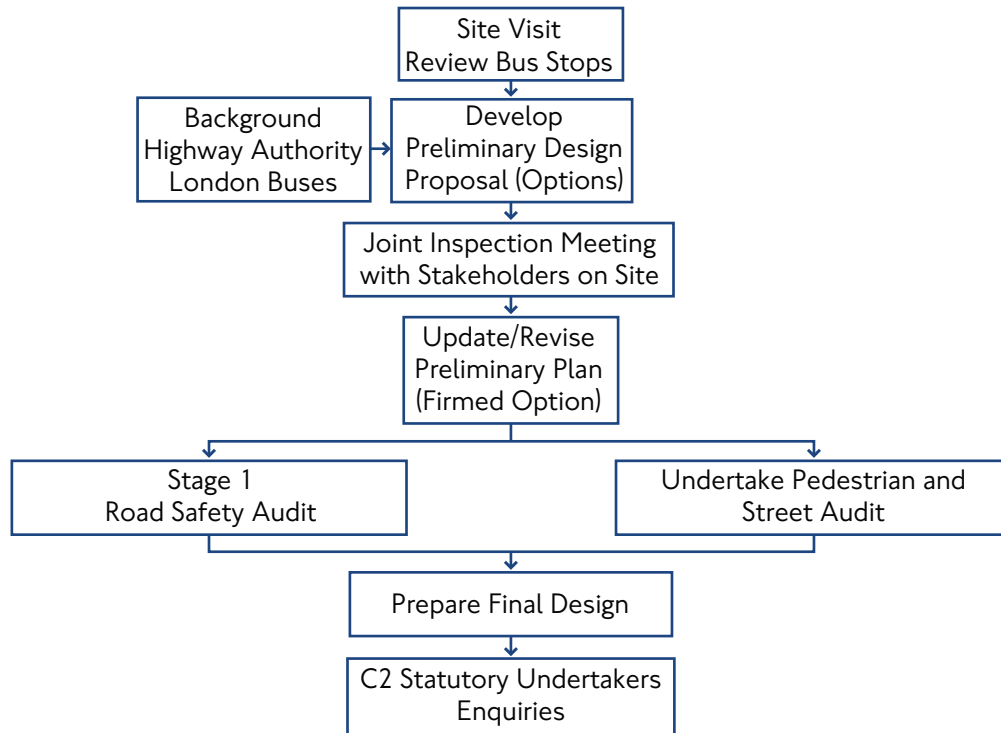 Site Visit
Review Bus Stops
Background
Highway Authority
London Buses
Develop
Preliminary Design
Proposal (Options)
Joint Inspection Meeting
with Stakeholders on Site
Update/Revise
Preliminary Plan
(Firmed Option)
Stage 1
Road Safety Audit
Undertake Pedestrian and
Street Audit
Prepare Final Design
C2 Statutory Undertakers
Enquiries